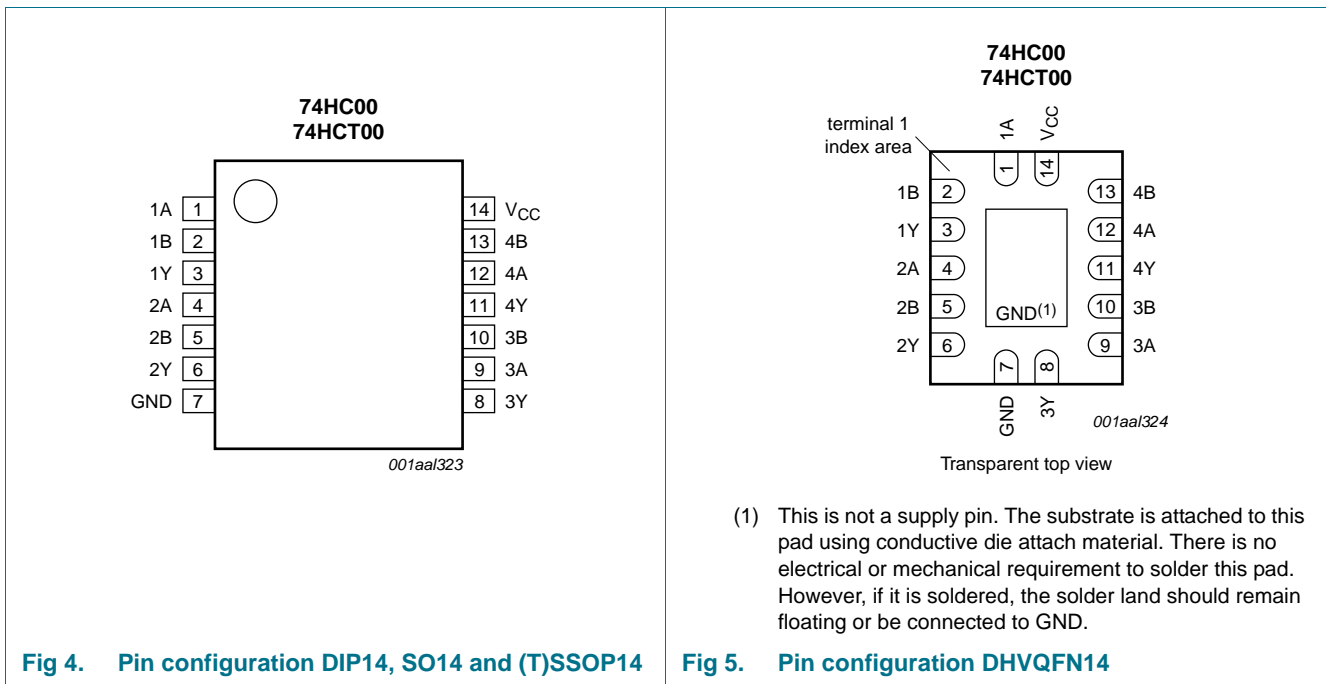 74HC00
74HCT00
1A 1
1B 2
1Y 3
2A 4
2B 5
2Y 6
GND 7
14 VCC
13 4B
12 4A
11 4Y
10 3B
9 3A
8 3Y
001aal323
Fig 4. Pin configuration DIP14, SO14 and (T)SSOP14
74HC00
74HCT00
terminal 1
index area
1A
VCC
1
14
1B 2
1Y 3
2A 4
2B 5
2Y 6
13 4B
12 4A
11 4Y
10 3B
9 3A
GND(1)
7
8
GND
3Y
001aal324
Transparent top view
(1) This is not a supply pin. The substrate is attached to this
pad using conductive die attach material. There is no
electrical or mechanical requirement to solder this pad.
However, if it is soldered, the solder land should remain
floating or be connected to GND.
Fig 5. Pin configuration DHVQFN14